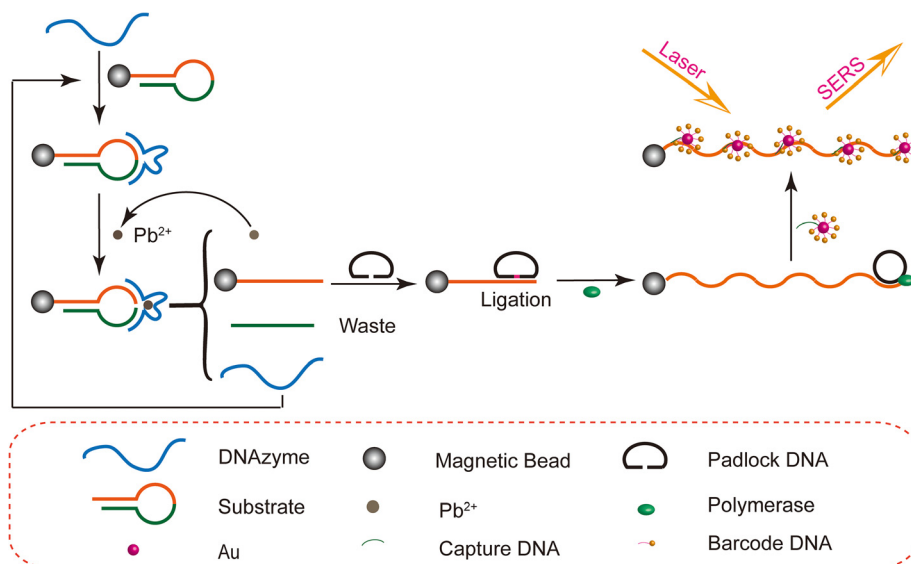 Laser
SERS
Pb²⁺
Ligation
Waste
DNAzyme
Magnetic Bead
Padlock DNA
Substrate
Pb²⁺
Polymerase
Au
Capture DNA
Barcode DNA